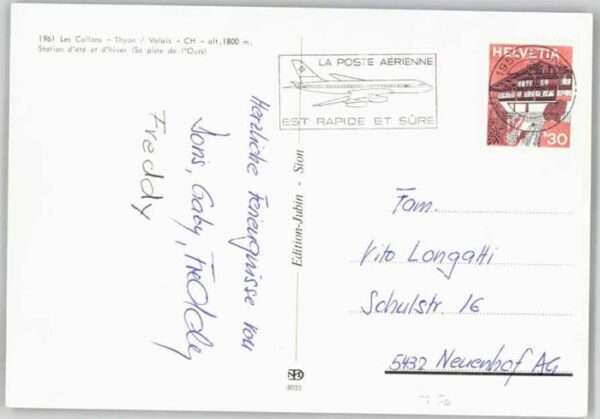 1961 Les Collons - Thyon / Valais - CH - alt. 1800 m.
Station d'été et d'hiver (Sa piste de l'Ours)
LA POSTE AÉRIENNE
EST RAPIDE ET SÛRE
HELVETIA
30
Herzliche Feriengrüsse von
Doris, Gaby, Freddy
Freddy
Edition-Jubin - Sion
Fam.
Vito Longatti
Schulstr. 16
5432 Neuenhof AG